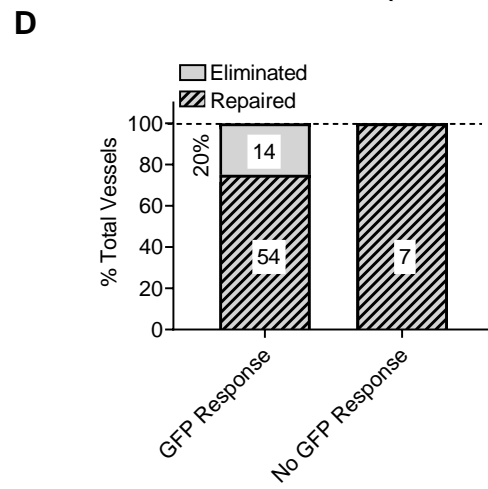 D
Eliminated
Repaired
% Total Vessels
100
80
60
40
20
0
20%
14
54
7
GFP Response
No GFP Response